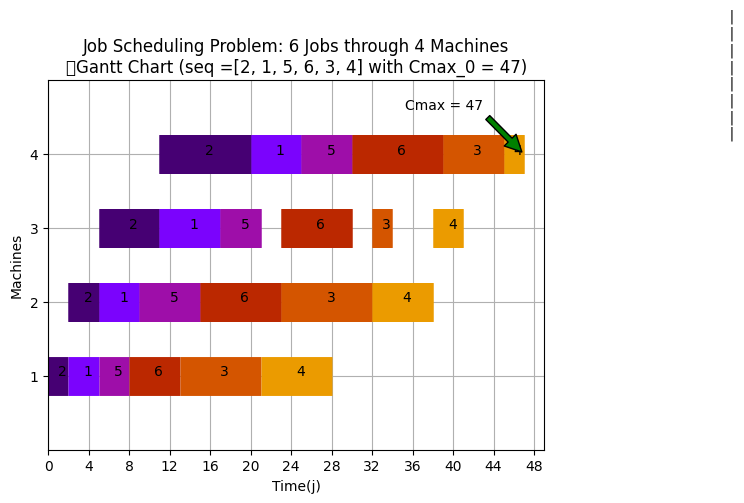 Job Scheduling Problem: 6 Jobs through 4 Machines
Gantt Chart (seq =[2, 1, 5, 6, 3, 4] with Cmax_0 = 47)
Cmax = 47
4
2 1 5 6 3 4
3
2 1 5 6 3 4
2
2 1 5 6 3 4
1
2 1 5 6 3 4
Machines
0 4 8 12 16 20 24 28 32 36 40 44 48
Time(j)